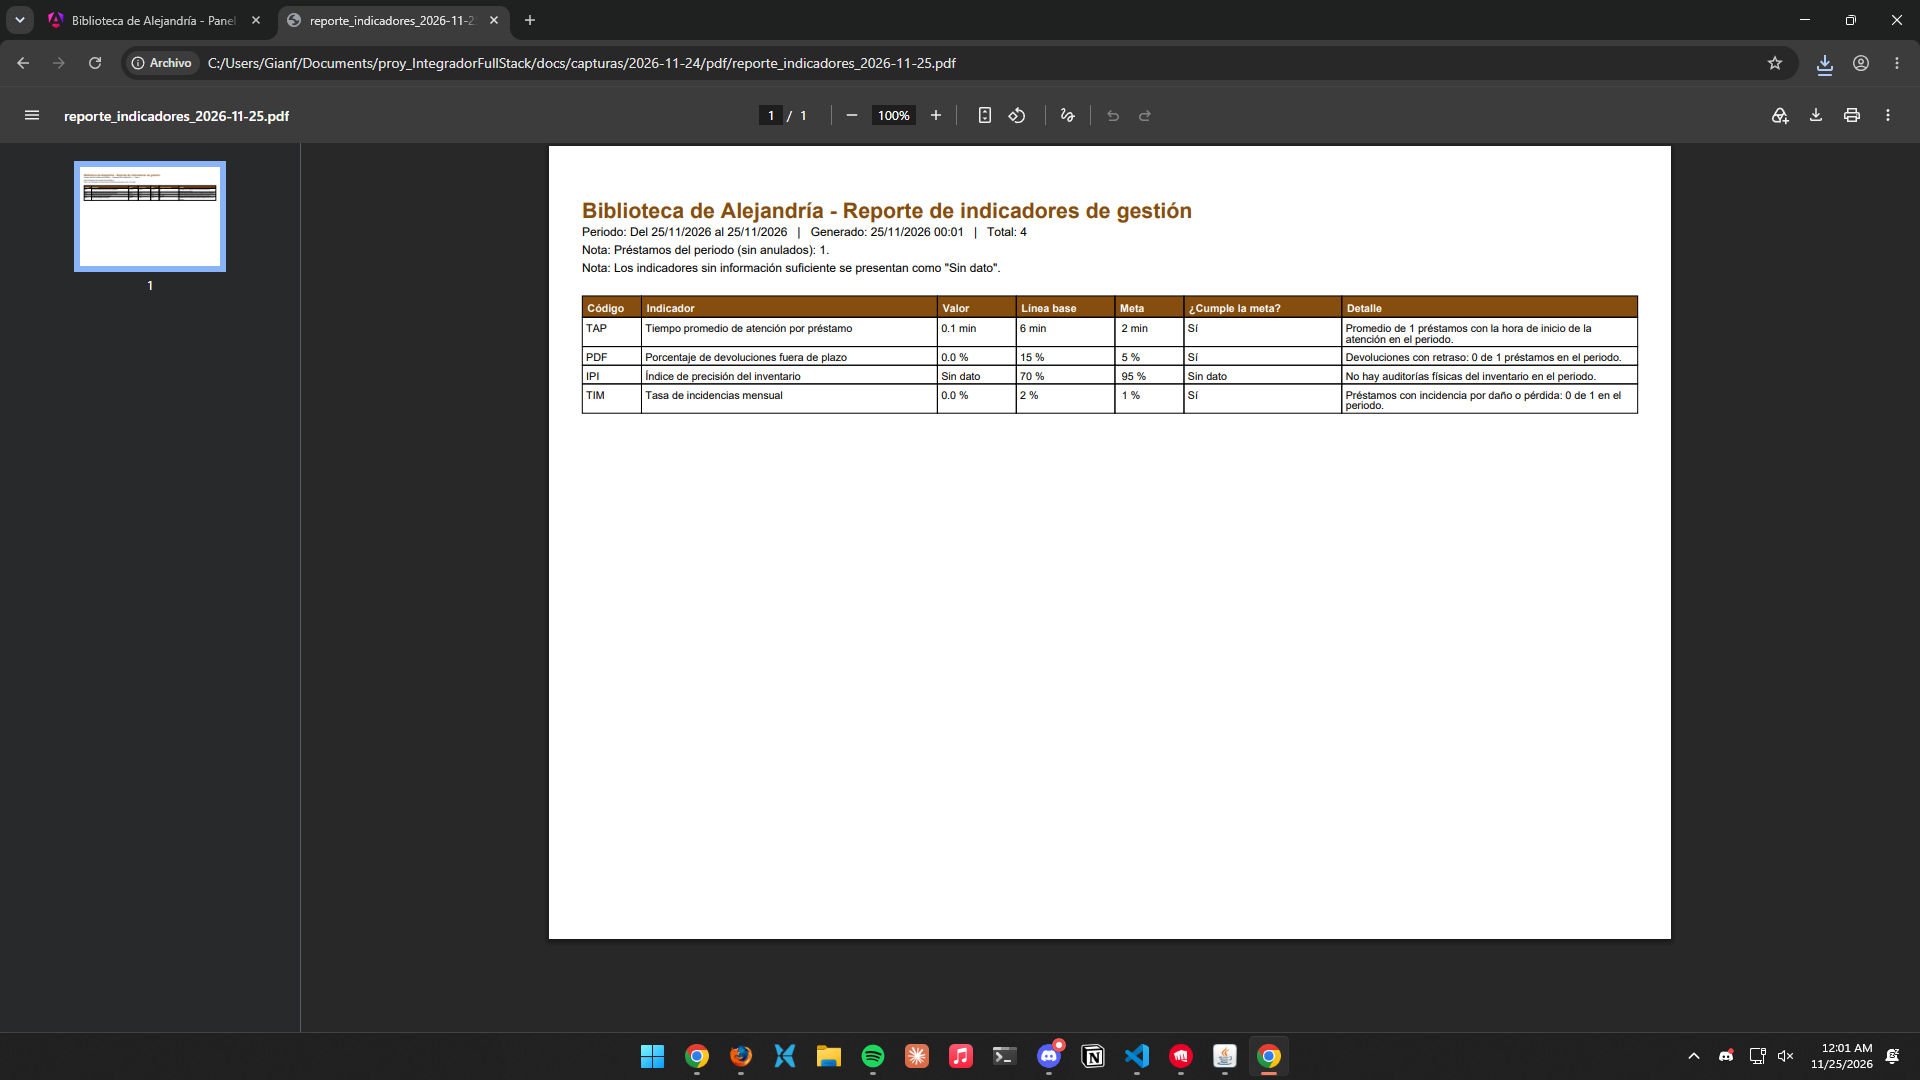 Biblioteca de Alejandría - Panel
reporte_indicadores_2026-11-2
Archivo
C:/Users/Gianf/Documents/proy_IntegradorFullStack/docs/capturas/2026-11-24/pdf/reporte_indicadores_2026-11-25.pdf
reporte_indicadores_2026-11-25.pdf
1 / 1
100%
1
Biblioteca de Alejandría - Reporte de indicadores de gestión
Periodo: Del 25/11/2026 al 25/11/2026 | Generado: 25/11/2026 00:01 | Total: 4
Nota: Préstamos del periodo (sin anulados): 1.
Nota: Los indicadores sin información suficiente se presentan como "Sin dato".
Código Indicador Valor Línea base Meta ¿Cumple la meta? Detalle
TAP Tiempo promedio de atención por préstamo 0.1 min 6 min 2 min Sí Promedio de 1 préstamos con la hora de inicio de la
atención en el periodo.
PDF Porcentaje de devoluciones fuera de plazo 0.0 % 15 % 5 % Sí Devoluciones con retraso: 0 de 1 préstamos en el periodo.
IPI Índice de precisión del inventario Sin dato 70 % 95 % Sin dato No hay auditorías físicas del inventario en el periodo.
TIM Tasa de incidencias mensual 0.0 % 2 % 1 % Sí Préstamos con incidencia por daño o pérdida: 0 de 1 en el
periodo.
12:01 AM
11/25/2026